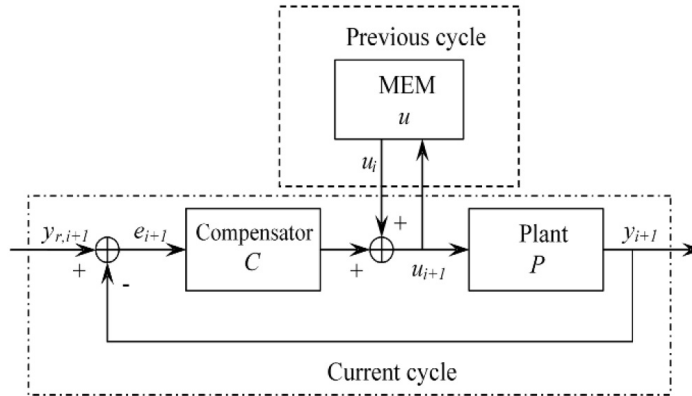 Previous cycle
MEM
u
u_i
+
y_{r,i+1}
e_{i+1}
Compensator
C
Plant
P
y_{i+1}
+
-
+
u_{i+1}
Current cycle